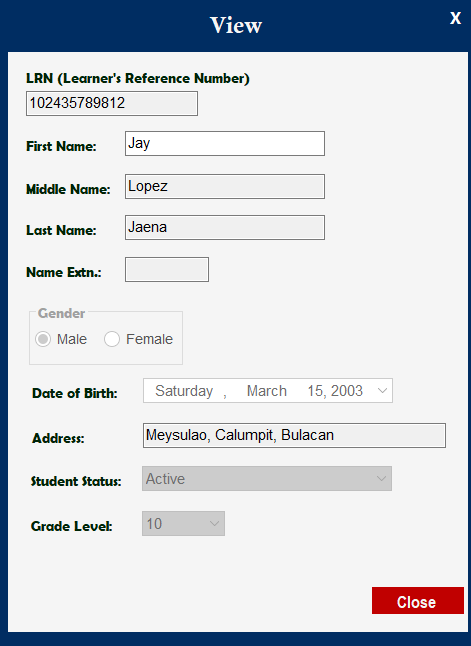 View
X
LRN (Learner's Reference Number)
102435789812
First Name: Jay
Middle Name: Lopez
Last Name: Jaena
Name Extn.:
Gender
Male Female
Date of Birth: Saturday , March 15, 2003
Address: Meysulao, Calumpit, Bulacan
Student Status: Active
Grade Level: 10
Close